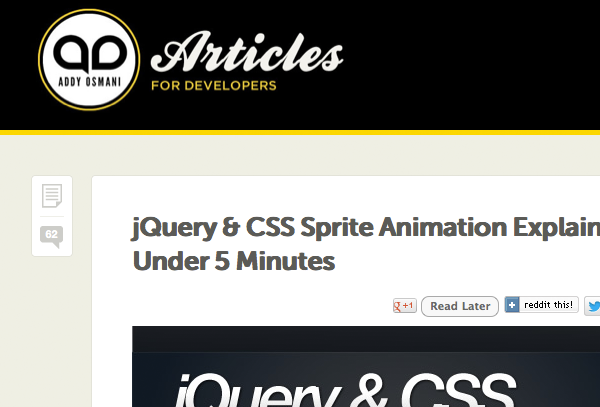 ADDY OSMANI
Articles
FOR DEVELOPERS
62
jQuery & CSS Sprite Animation Explain
Under 5 Minutes
g +1
Read Later
+ reddit this!
jQuery & CSS